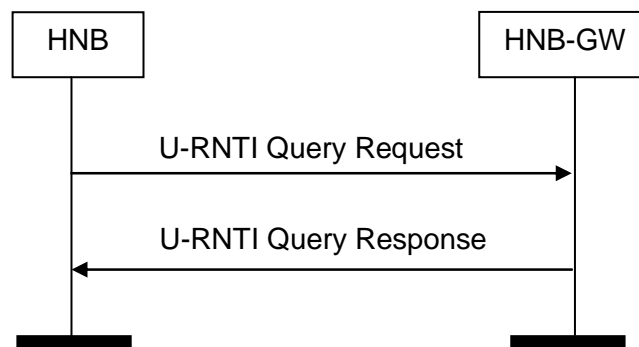 HNB
HNB-GW
U-RNTI Query Request
U-RNTI Query Response